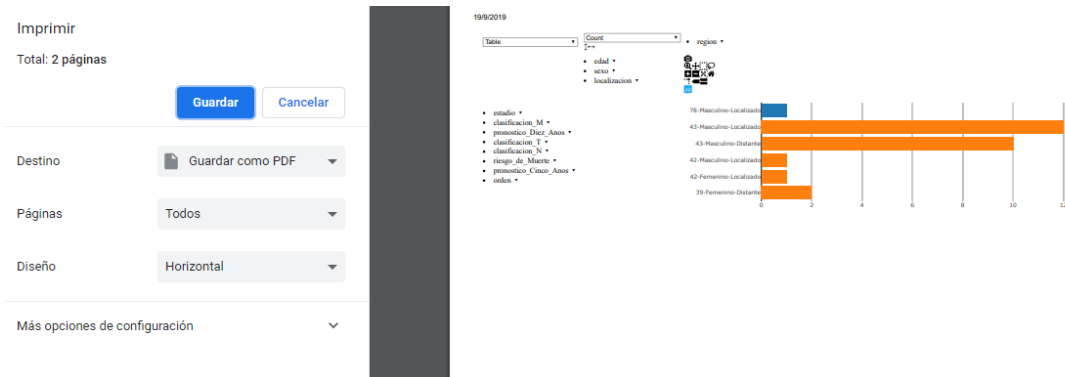 Imprimir
Total: 2 páginas
Guardar
Cancelar
Destino
Guardar como PDF
Páginas
Todos
Diseño
Horizontal
Más opciones de configuración
19/9/2019
Table
Count
region
edad
sexo
localizacion
estadio
clasificacion_M
pronostico_Diez_Anos
clasificacion_T
clasificacion_N
riesgo_de_Muerte
pronostico_Cinco_Anos
orden
78-Masculino-Localizado
43-Masculino-Localizado
43-Masculino-Distante
42-Masculino-Localizado
42-Femenino-Localizado
39-Femenino-Distante
0 2 4 6 8 10 12